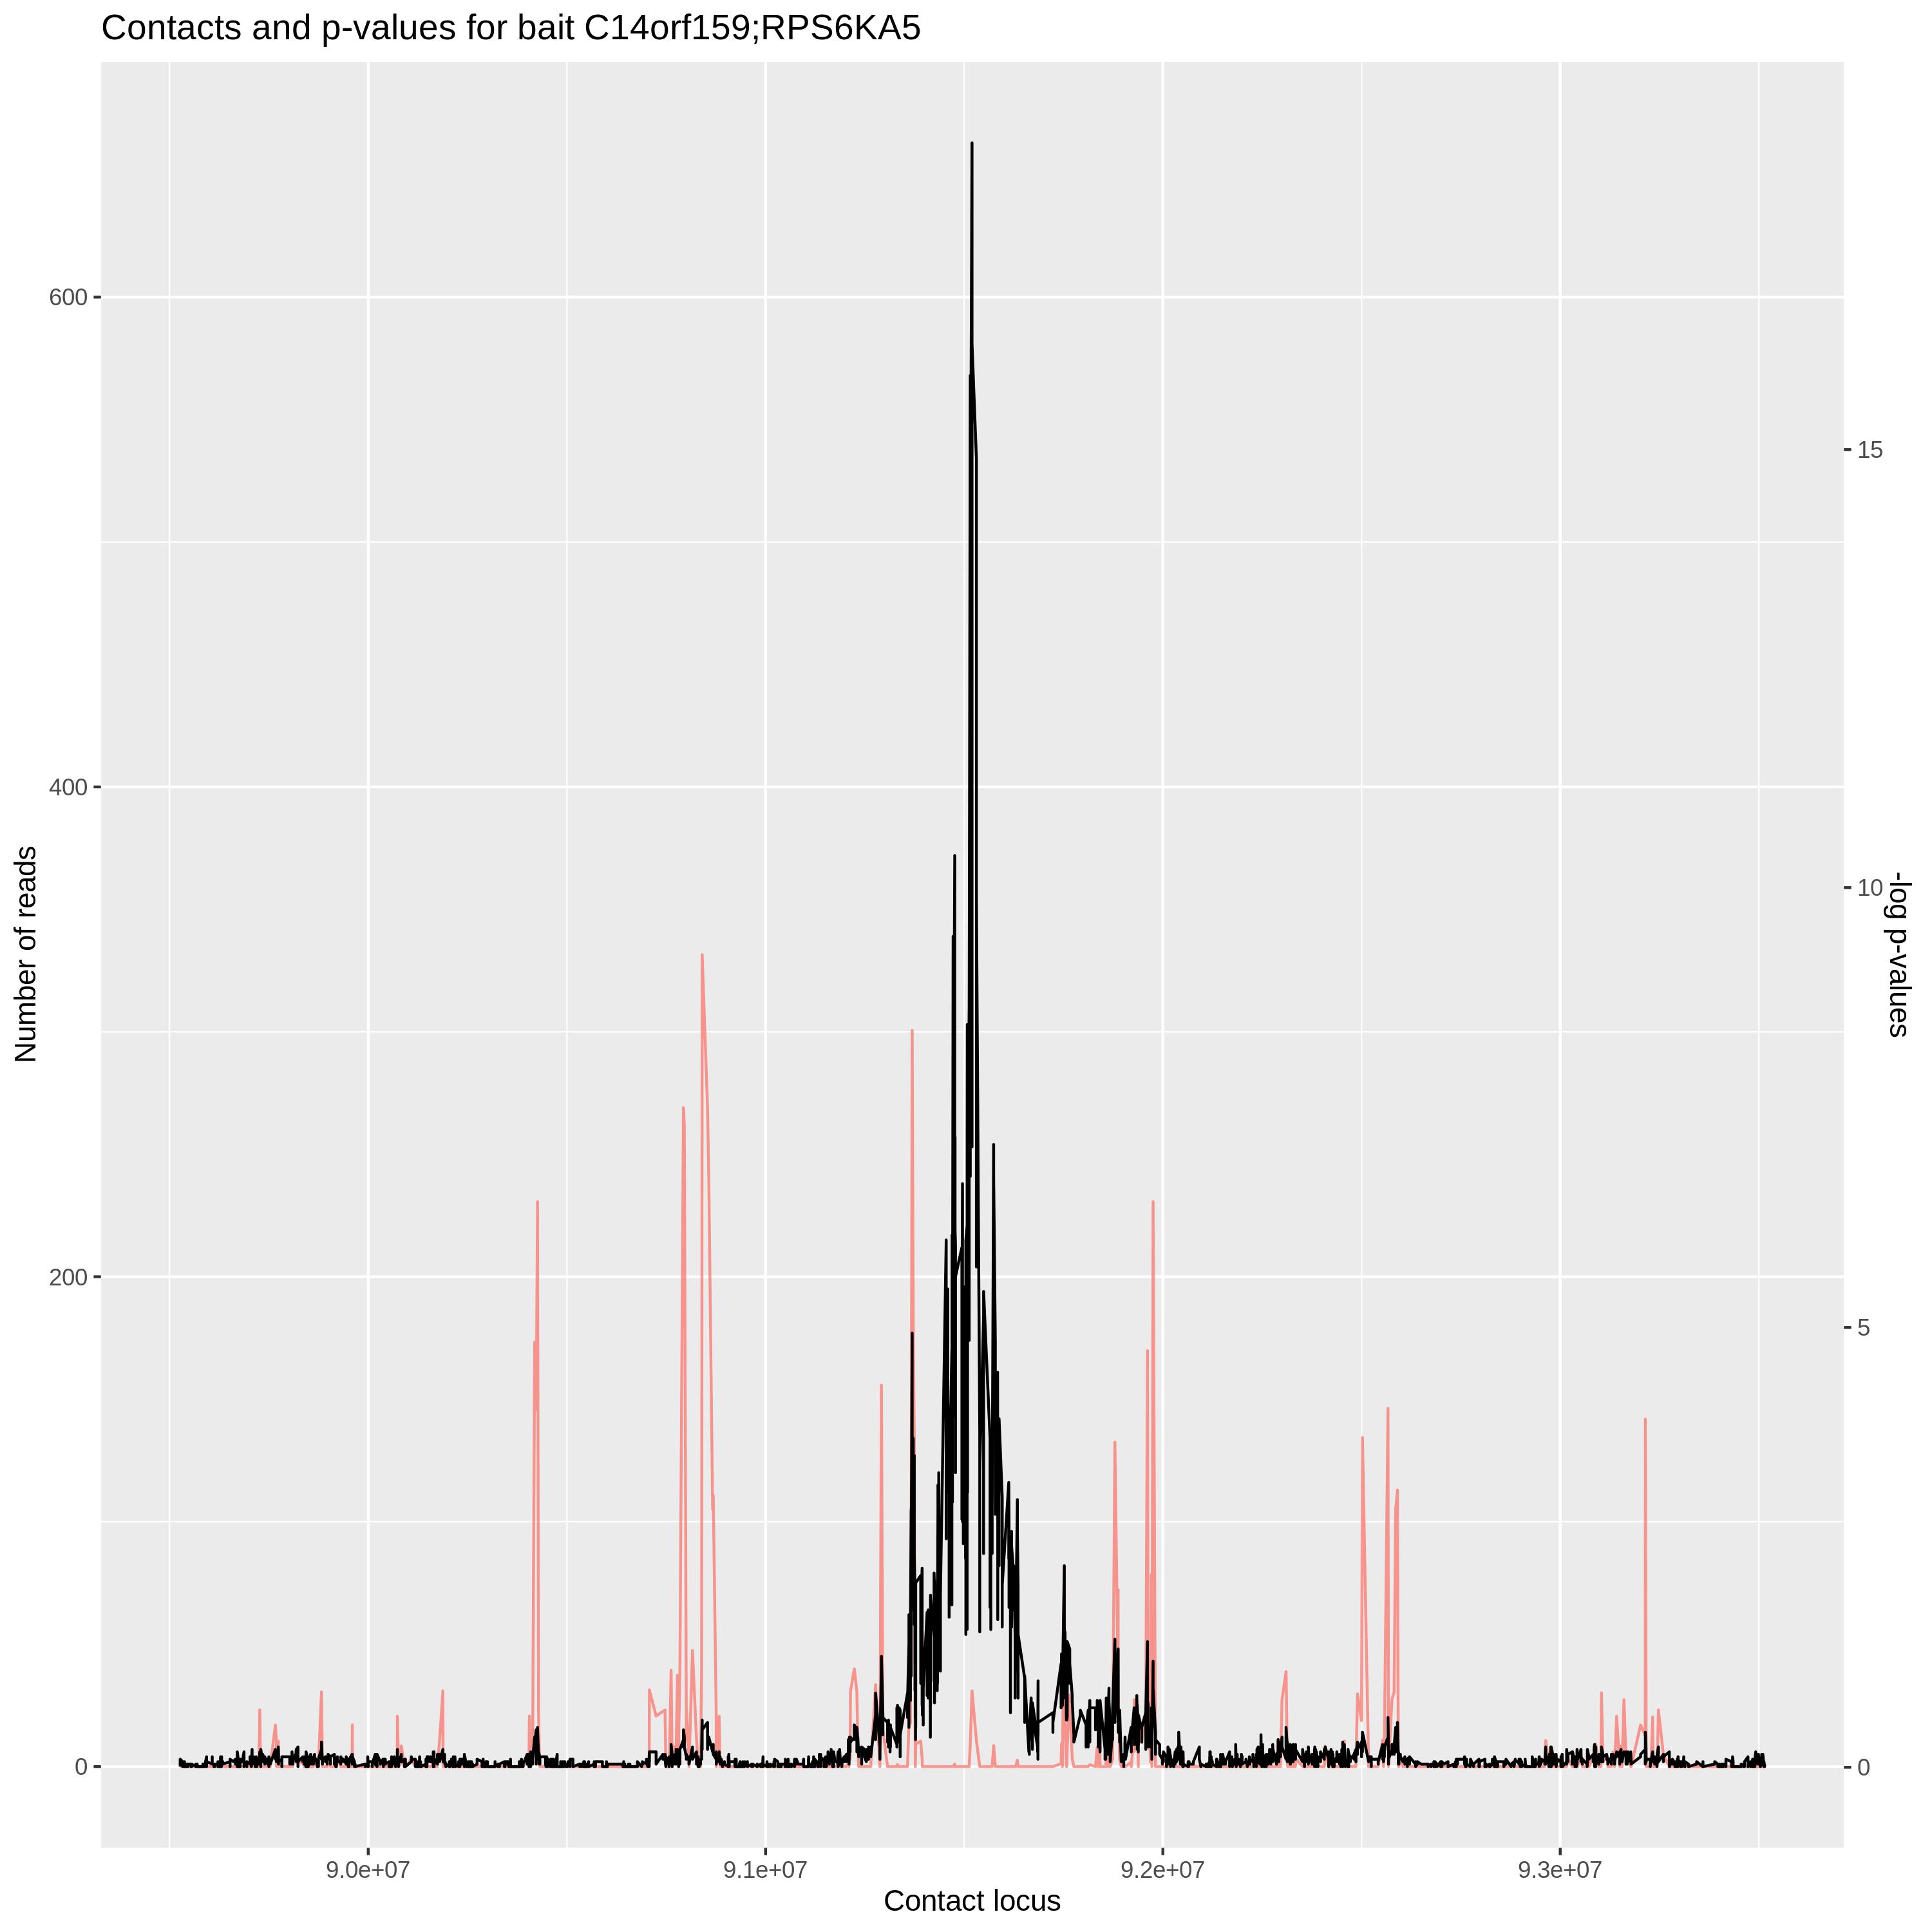 Contacts and p-values for bait C14orf159;RPS6KA5
600
400
200
0
Number of reads
15
10
5
0
-log p-values
9.0e+07
9.1e+07
9.2e+07
9.3e+07
Contact locus